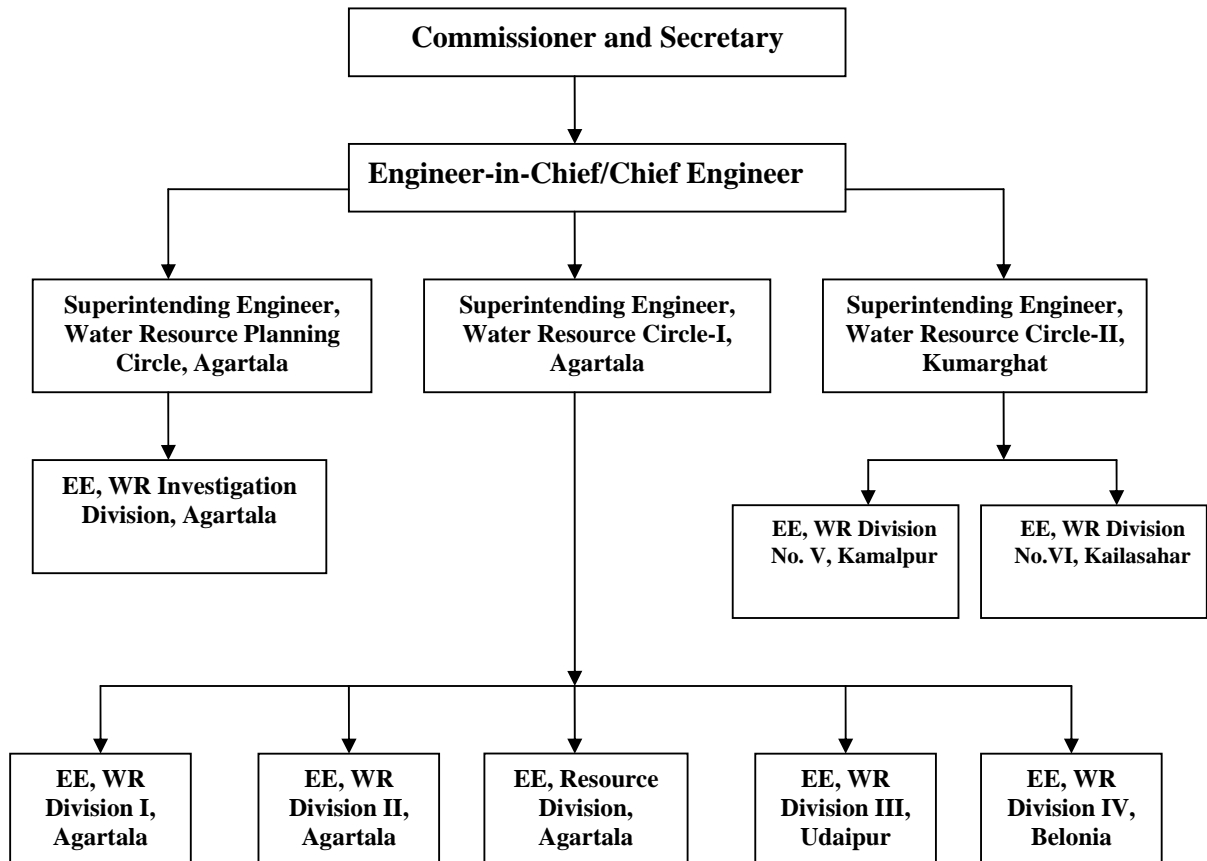 Commissioner and Secretary
Engineer-in-Chief/Chief Engineer
Superintending Engineer,
Water Resource Planning
Circle, Agartala
Superintending Engineer,
Water Resource Circle-I,
Agartala
Superintending Engineer,
Water Resource Circle-II,
Kumarghat
EE, WR Investigation
Division, Agartala
EE, WR Division
No. V, Kamalpur
EE, WR Division
No.VI, Kailasahar
EE, WR
Division I,
Agartala
EE, WR
Division II,
Agartala
EE, Resource
Division,
Agartala
EE, WR
Division III,
Udaipur
EE, WR
Division IV,
Belonia